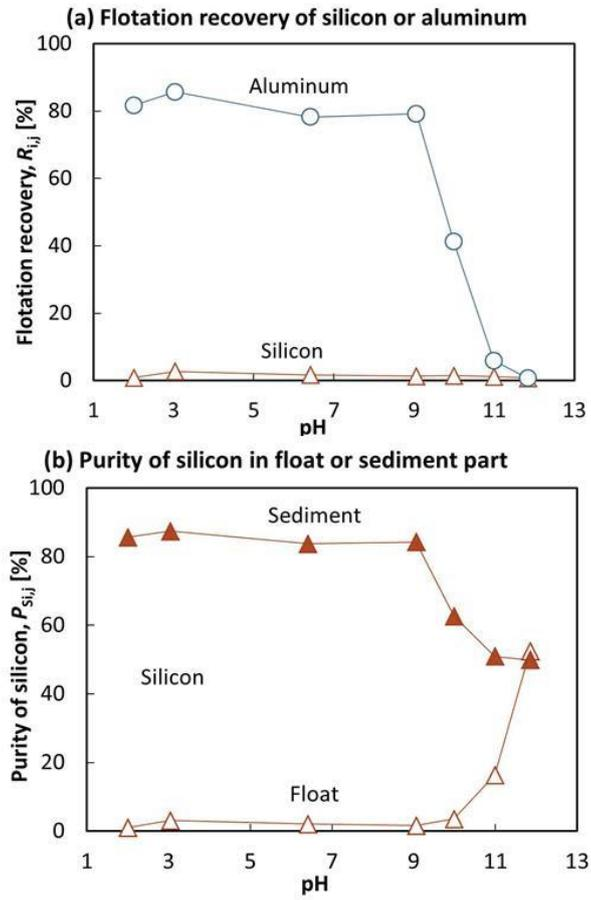 (a) Flotation recovery of silicon or aluminum
100
80
60
40
20
0
Flotation recovery, Ri,j [%]
Aluminum
Silicon
1 3 5 7 9 11 13
pH
(b) Purity of silicon in float or sediment part
100
80
60
40
20
0
Purity of silicon, PSi,j [%]
Sediment
Silicon
Float
1 3 5 7 9 11 13
pH